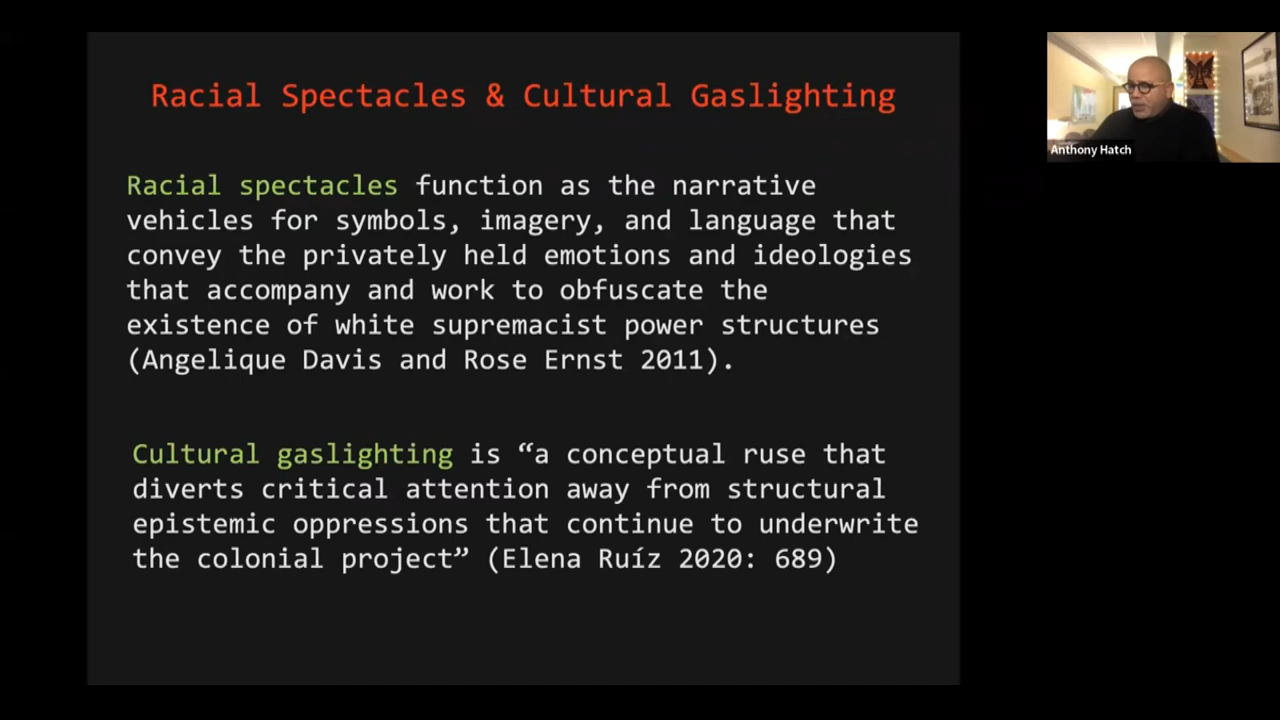 Racial Spectacles & Cultural Gaslighting
Racial spectacles function as the narrative
vehicles for symbols, imagery, and language that
convey the privately held emotions and ideologies
that accompany and work to obfuscate the
existence of white supremacist power structures
(Angelique Davis and Rose Ernst 2011).
Cultural gaslighting is “a conceptual ruse that
diverts critical attention away from structural
epistemic oppressions that continue to underwrite
the colonial project” (Elena Ruíz 2020: 689)
Anthony Hatch